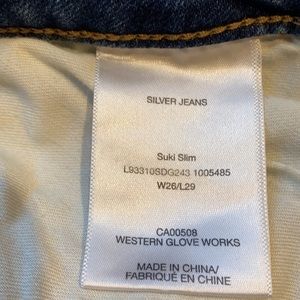 SILVER JEANS
Suki Slim
L93310SDG243 1005485
W26/L29
CA00508
WESTERN GLOVE WORKS
MADE IN CHINA/
FABRIQUÉ EN CHINE